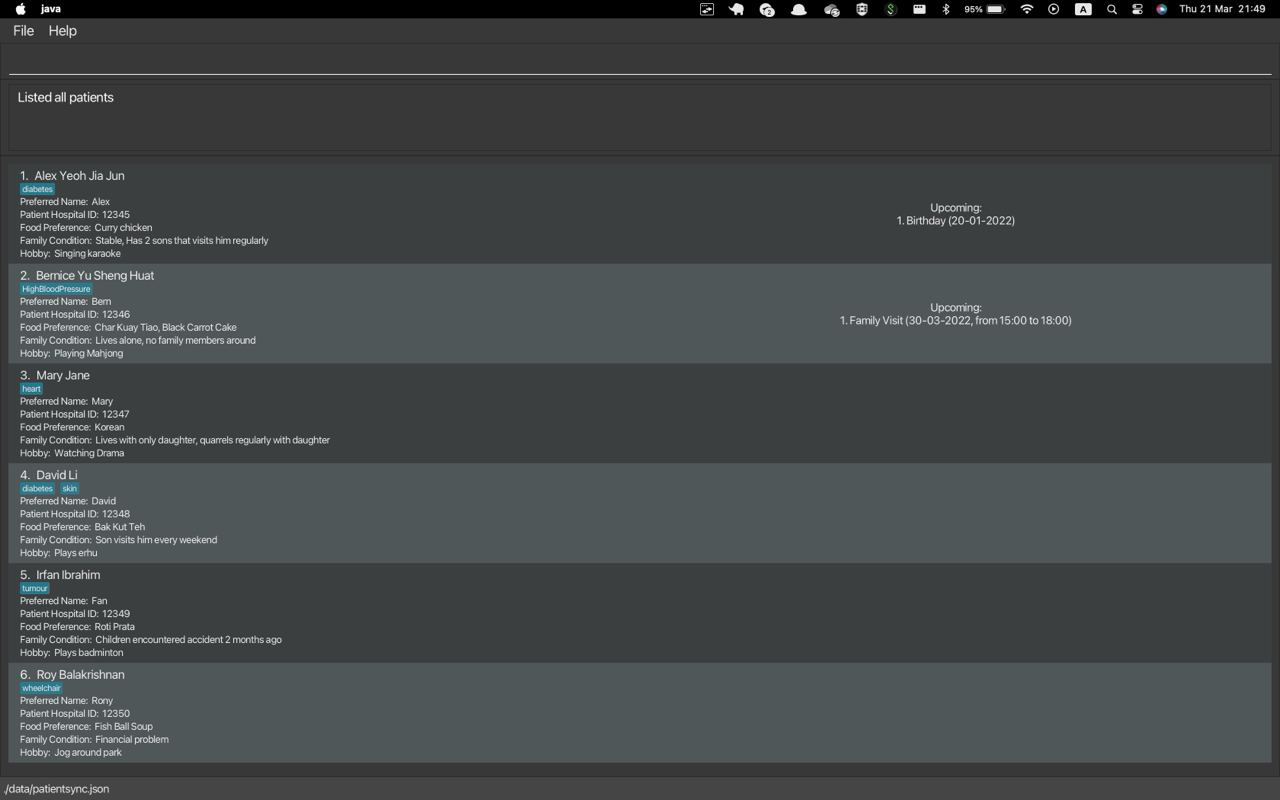 java
95%
A
Thu 21 Mar 21:49
File Help
Listed all patients
1. Alex Yeoh Jia Jun
diabetes
Preferred Name: Alex
Patient Hospital ID: 12345
Food Preference: Curry chicken
Family Condition: Stable, Has 2 sons that visits him regularly
Hobby: Singing karaoke
Upcoming:
1. Birthday (20-01-2022)
2. Bernice Yu Sheng Huat
HighBloodPressure
Preferred Name: Bern
Patient Hospital ID: 12346
Food Preference: Char Kuay Tiao, Black Carrot Cake
Family Condition: Lives alone, no family members around
Hobby: Playing Mahjong
Upcoming:
1. Family Visit (30-03-2022, from 15:00 to 18:00)
3. Mary Jane
heart
Preferred Name: Mary
Patient Hospital ID: 12347
Food Preference: Korean
Family Condition: Lives with only daughter, quarrels regularly with daughter
Hobby: Watching Drama
4. David Li
diabetes skin
Preferred Name: David
Patient Hospital ID: 12348
Food Preference: Bak Kut Teh
Family Condition: Son visits him every weekend
Hobby: Plays erhu
5. Irfan Ibrahim
tumour
Preferred Name: Fan
Patient Hospital ID: 12349
Food Preference: Roti Prata
Family Condition: Children encountered accident 2 months ago
Hobby: Plays badminton
6. Roy Balakrishnan
wheelchair
Preferred Name: Rony
Patient Hospital ID: 12350
Food Preference: Fish Ball Soup
Family Condition: Financial problem
Hobby: Jog around park
./data/patientsync.json